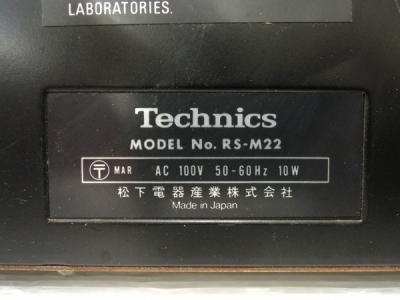 LABORATORIES.
Technics
MODEL No. RS-M22
〒 MAR AC 100V 50-60Hz 10W
松下電器産業株式会社
Made in Japan